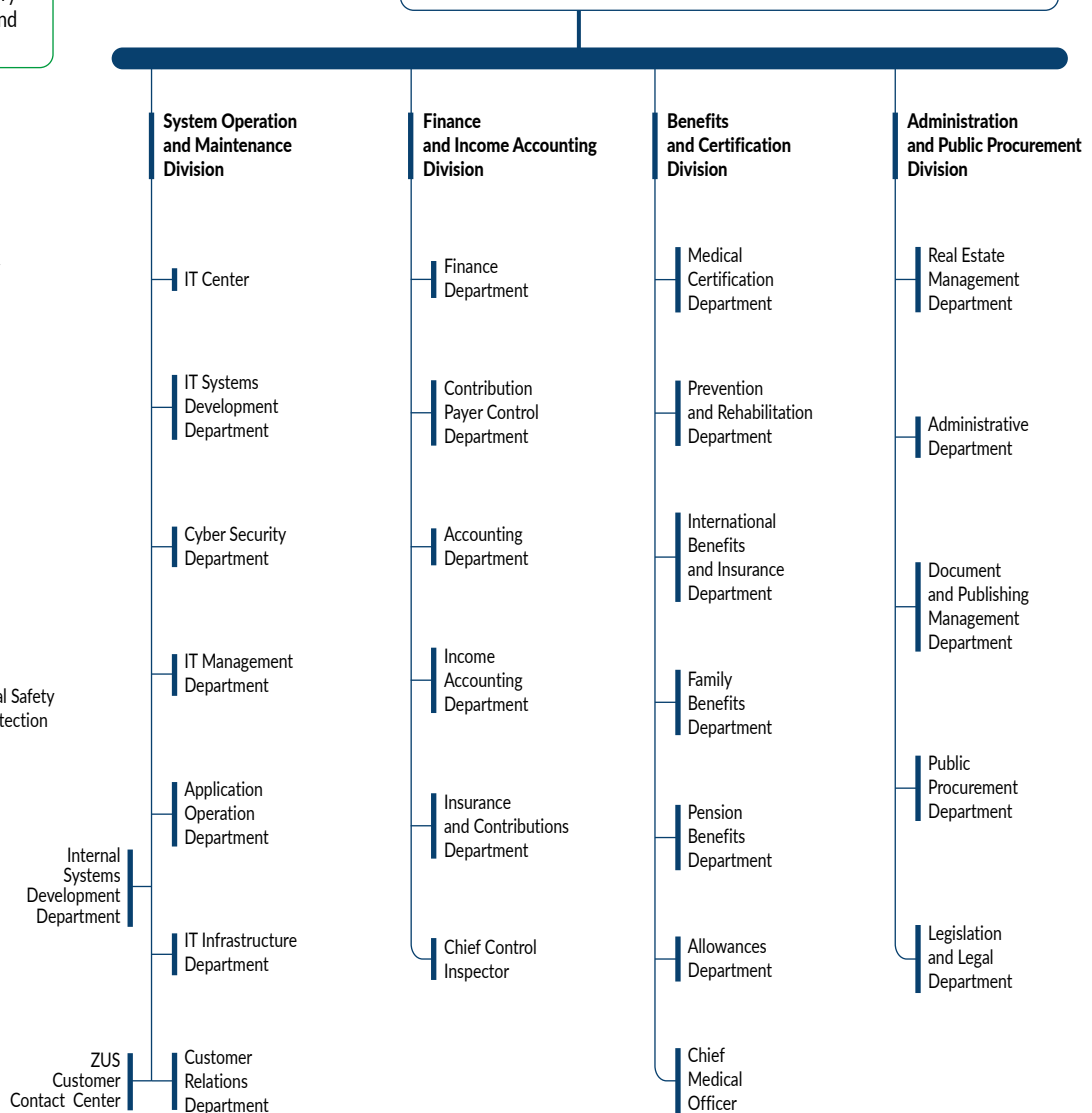 nd
System Operation
and Maintenance
Division
IT Center
IT Systems
Development
Department
Cyber Security
Department
IT Management
Department
al Safety
tection
Application
Operation
Department
Internal
Systems
Development
Department
IT Infrastructure
Department
ZUS
Customer
Contact Center
Customer
Relations
Department
Finance
and Income Accounting
Division
Finance
Department
Contribution
Payer Control
Department
Accounting
Department
Income
Accounting
Department
Insurance
and Contributions
Department
Chief Control
Inspector
Benefits
and Certification
Division
Medical
Certification
Department
Prevention
and Rehabilitation
Department
International
Benefits
and Insurance
Department
Family
Benefits
Department
Pension
Benefits
Department
Allowances
Department
Chief
Medical
Officer
Administration
and Public Procurement
Division
Real Estate
Management
Department
Administrative
Department
Document
and Publishing
Management
Department
Public
Procurement
Department
Legislation
and Legal
Department